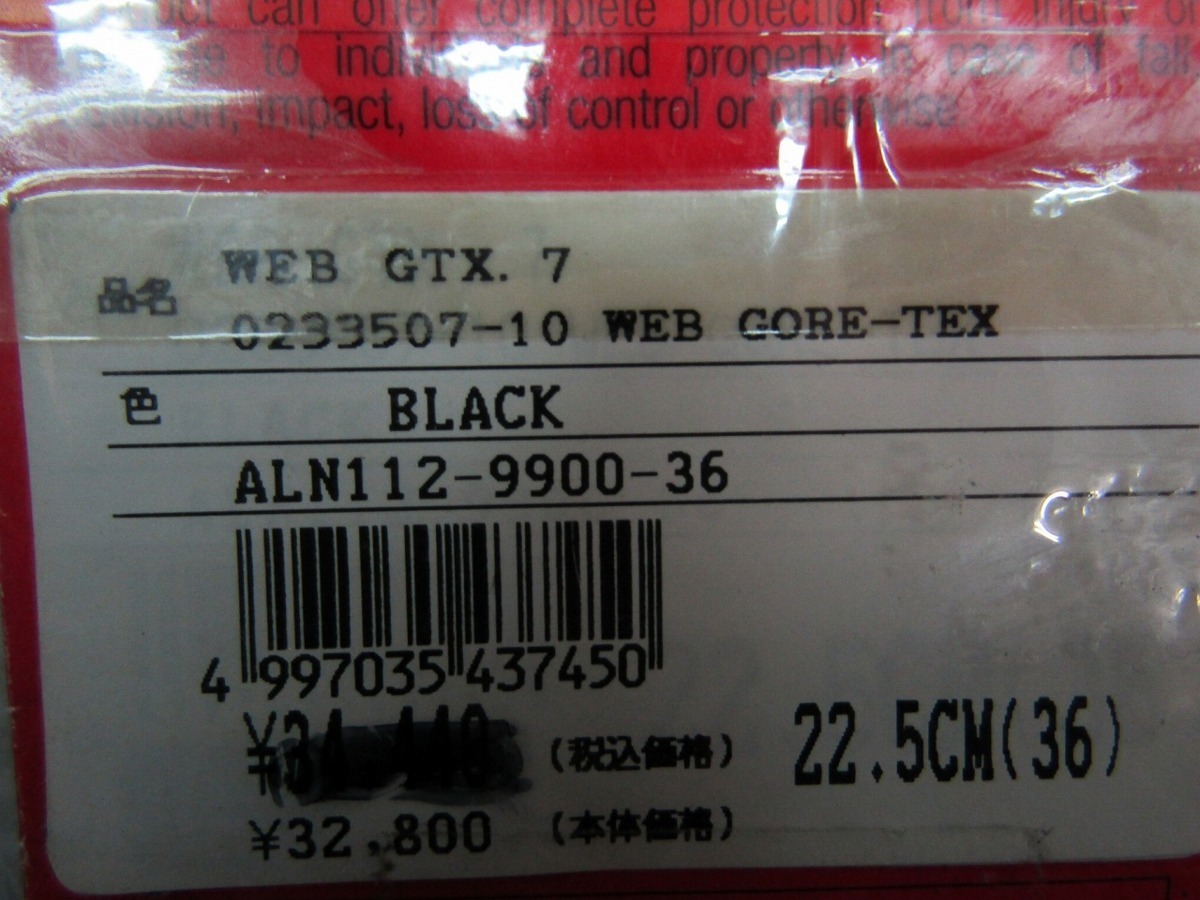 can offer complete protection from injury or
to individuals and property in case of fall,
collision, impact, loss of control or otherwise
品名 WEB GTX. 7
0233507-10 WEB GORE-TEX
色 BLACK
ALN112-9900-36
4 997035 437450
¥34,440 (税込価格) 22.5CM(36)
¥32,800 (本体価格)